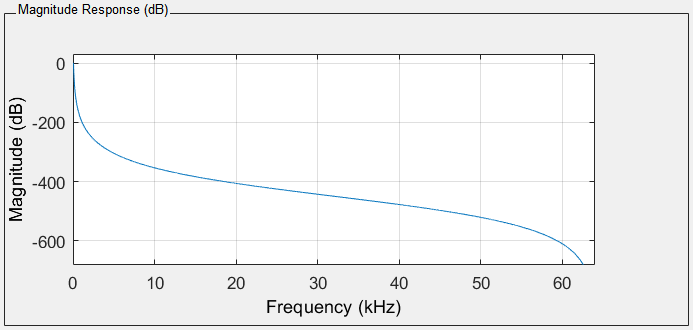 Magnitude Response (dB)
Magnitude (dB)
0
-200
-400
-600
0 10 20 30 40 50 60
Frequency (kHz)